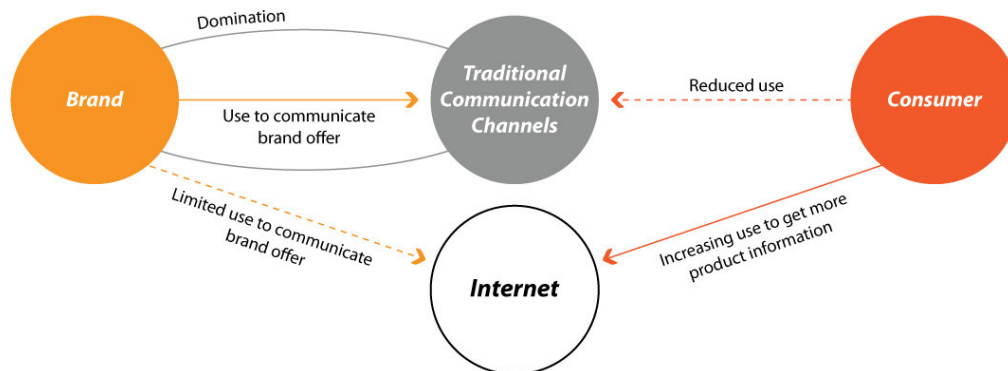 Domination
Brand
Use to communicate
brand offer
Traditional
Communication
Channels
Reduced use
Consumer
Limited use to communicate
brand offer
Increasing use to get more
product information
Internet